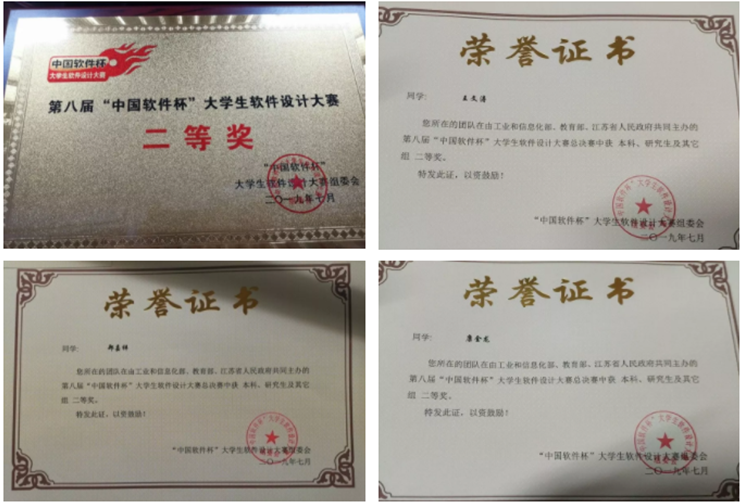 中国软件杯
大学生软件设计大赛
第八届“中国软件杯”大学生软件设计大赛
二等奖
“中国软件杯”
大学生软件设计大赛组委会
二〇一九年七月
荣誉证书
同学: 王文涛
您所在的团队在由工业和信息化部、教育部、江苏省人民政府共同主办的
第八届“中国软件杯”大学生软件设计大赛总决赛中获 本科、研究生及其它
组 二等奖。
特发此证,以资鼓励!
“中国软件杯”大学生软件设计大赛组委会
二〇一九年七月
荣誉证书
同学:
您所在的团队在由工业和信息化部、教育部、江苏省人民政府共同主办的
第八届“中国软件杯”大学生软件设计大赛总决赛中获 本科、研究生及其它
组 二等奖。
特发此证,以资鼓励!
“中国软件杯”大学生软件设计大赛组委会
二〇一九年七月
荣誉证书
同学: 康金龙
您所在的团队在由工业和信息化部、教育部、江苏省人民政府共同主办的
第八届“中国软件杯”大学生软件设计大赛总决赛中获 本科、研究生及其它
组 二等奖。
特发此证,以资鼓励!
“中国软件杯”大学生软件设计大赛组委会
二〇一九年七月